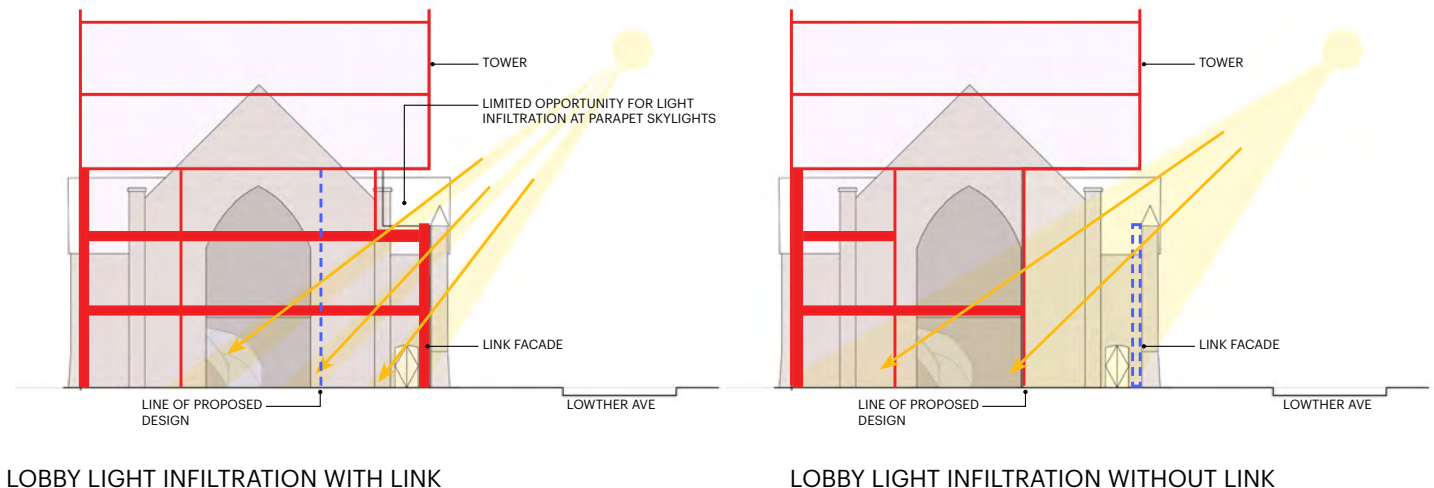 TOWER
LIMITED OPPORTUNITY FOR LIGHT
INFILTRATION AT PARAPET SKYLIGHTS
LINK FACADE
LINE OF PROPOSED
DESIGN
LOWTHER AVE
LOBBY LIGHT INFILTRATION WITH LINK
TOWER
LINK FACADE
LINE OF PROPOSED
DESIGN
LOWTHER AVE
LOBBY LIGHT INFILTRATION WITHOUT LINK